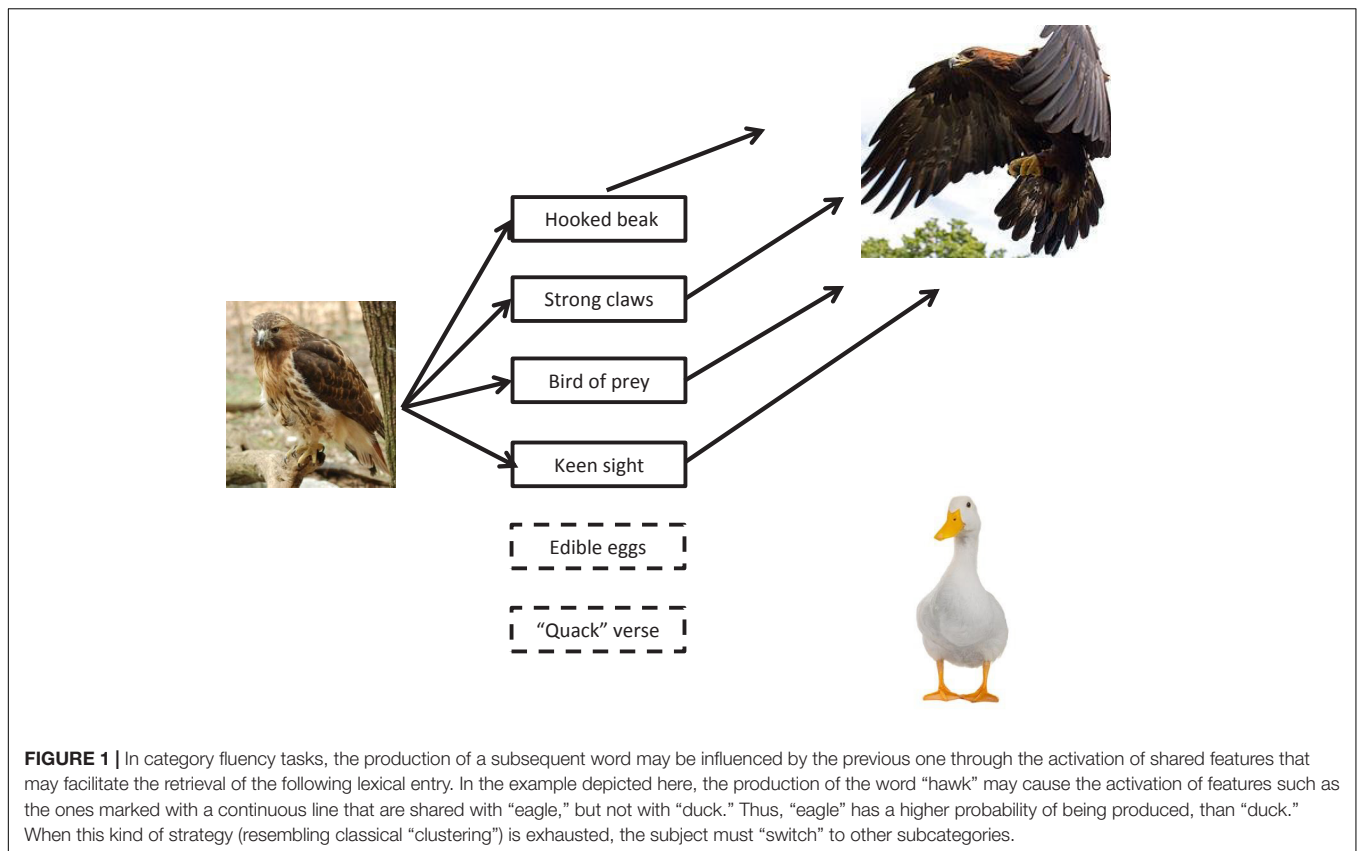 Hooked beak
Strong claws
Bird of prey
Keen sight
Edible eggs
“Quack” verse
FIGURE 1 | In category fluency tasks, the production of a subsequent word may be influenced by the previous one through the activation of shared features that
may facilitate the retrieval of the following lexical entry. In the example depicted here, the production of the word “hawk” may cause the activation of features such as
the ones marked with a continuous line that are shared with “eagle,” but not with “duck.” Thus, “eagle” has a higher probability of being produced, than “duck.”
When this kind of strategy (resembling classical “clustering”) is exhausted, the subject must “switch” to other subcategories.